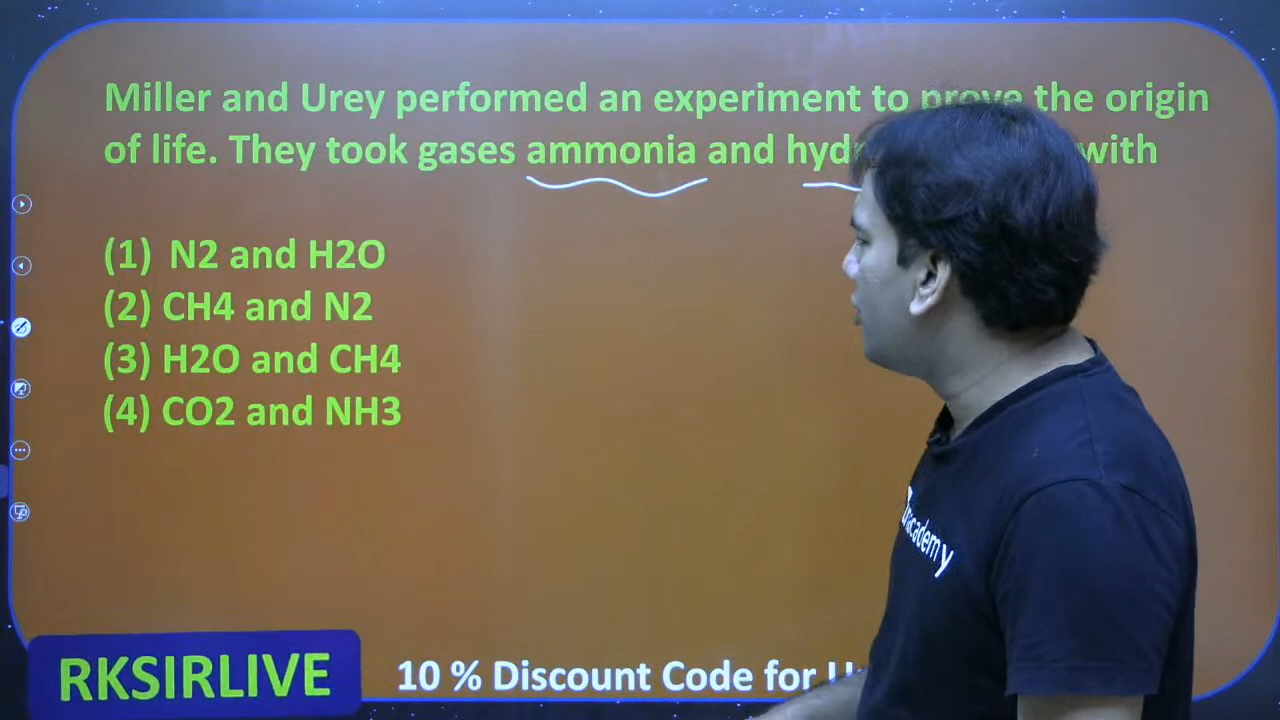 Miller and Urey performed an experiment to prove the origin
of life. They took gases ammonia and with
(1) N2 and H2O
(2) CH4 and N2
(3) H2O and CH4
(4) CO2 and NH3
unacademy
RKSIRLIVE
10 % Discount Code for